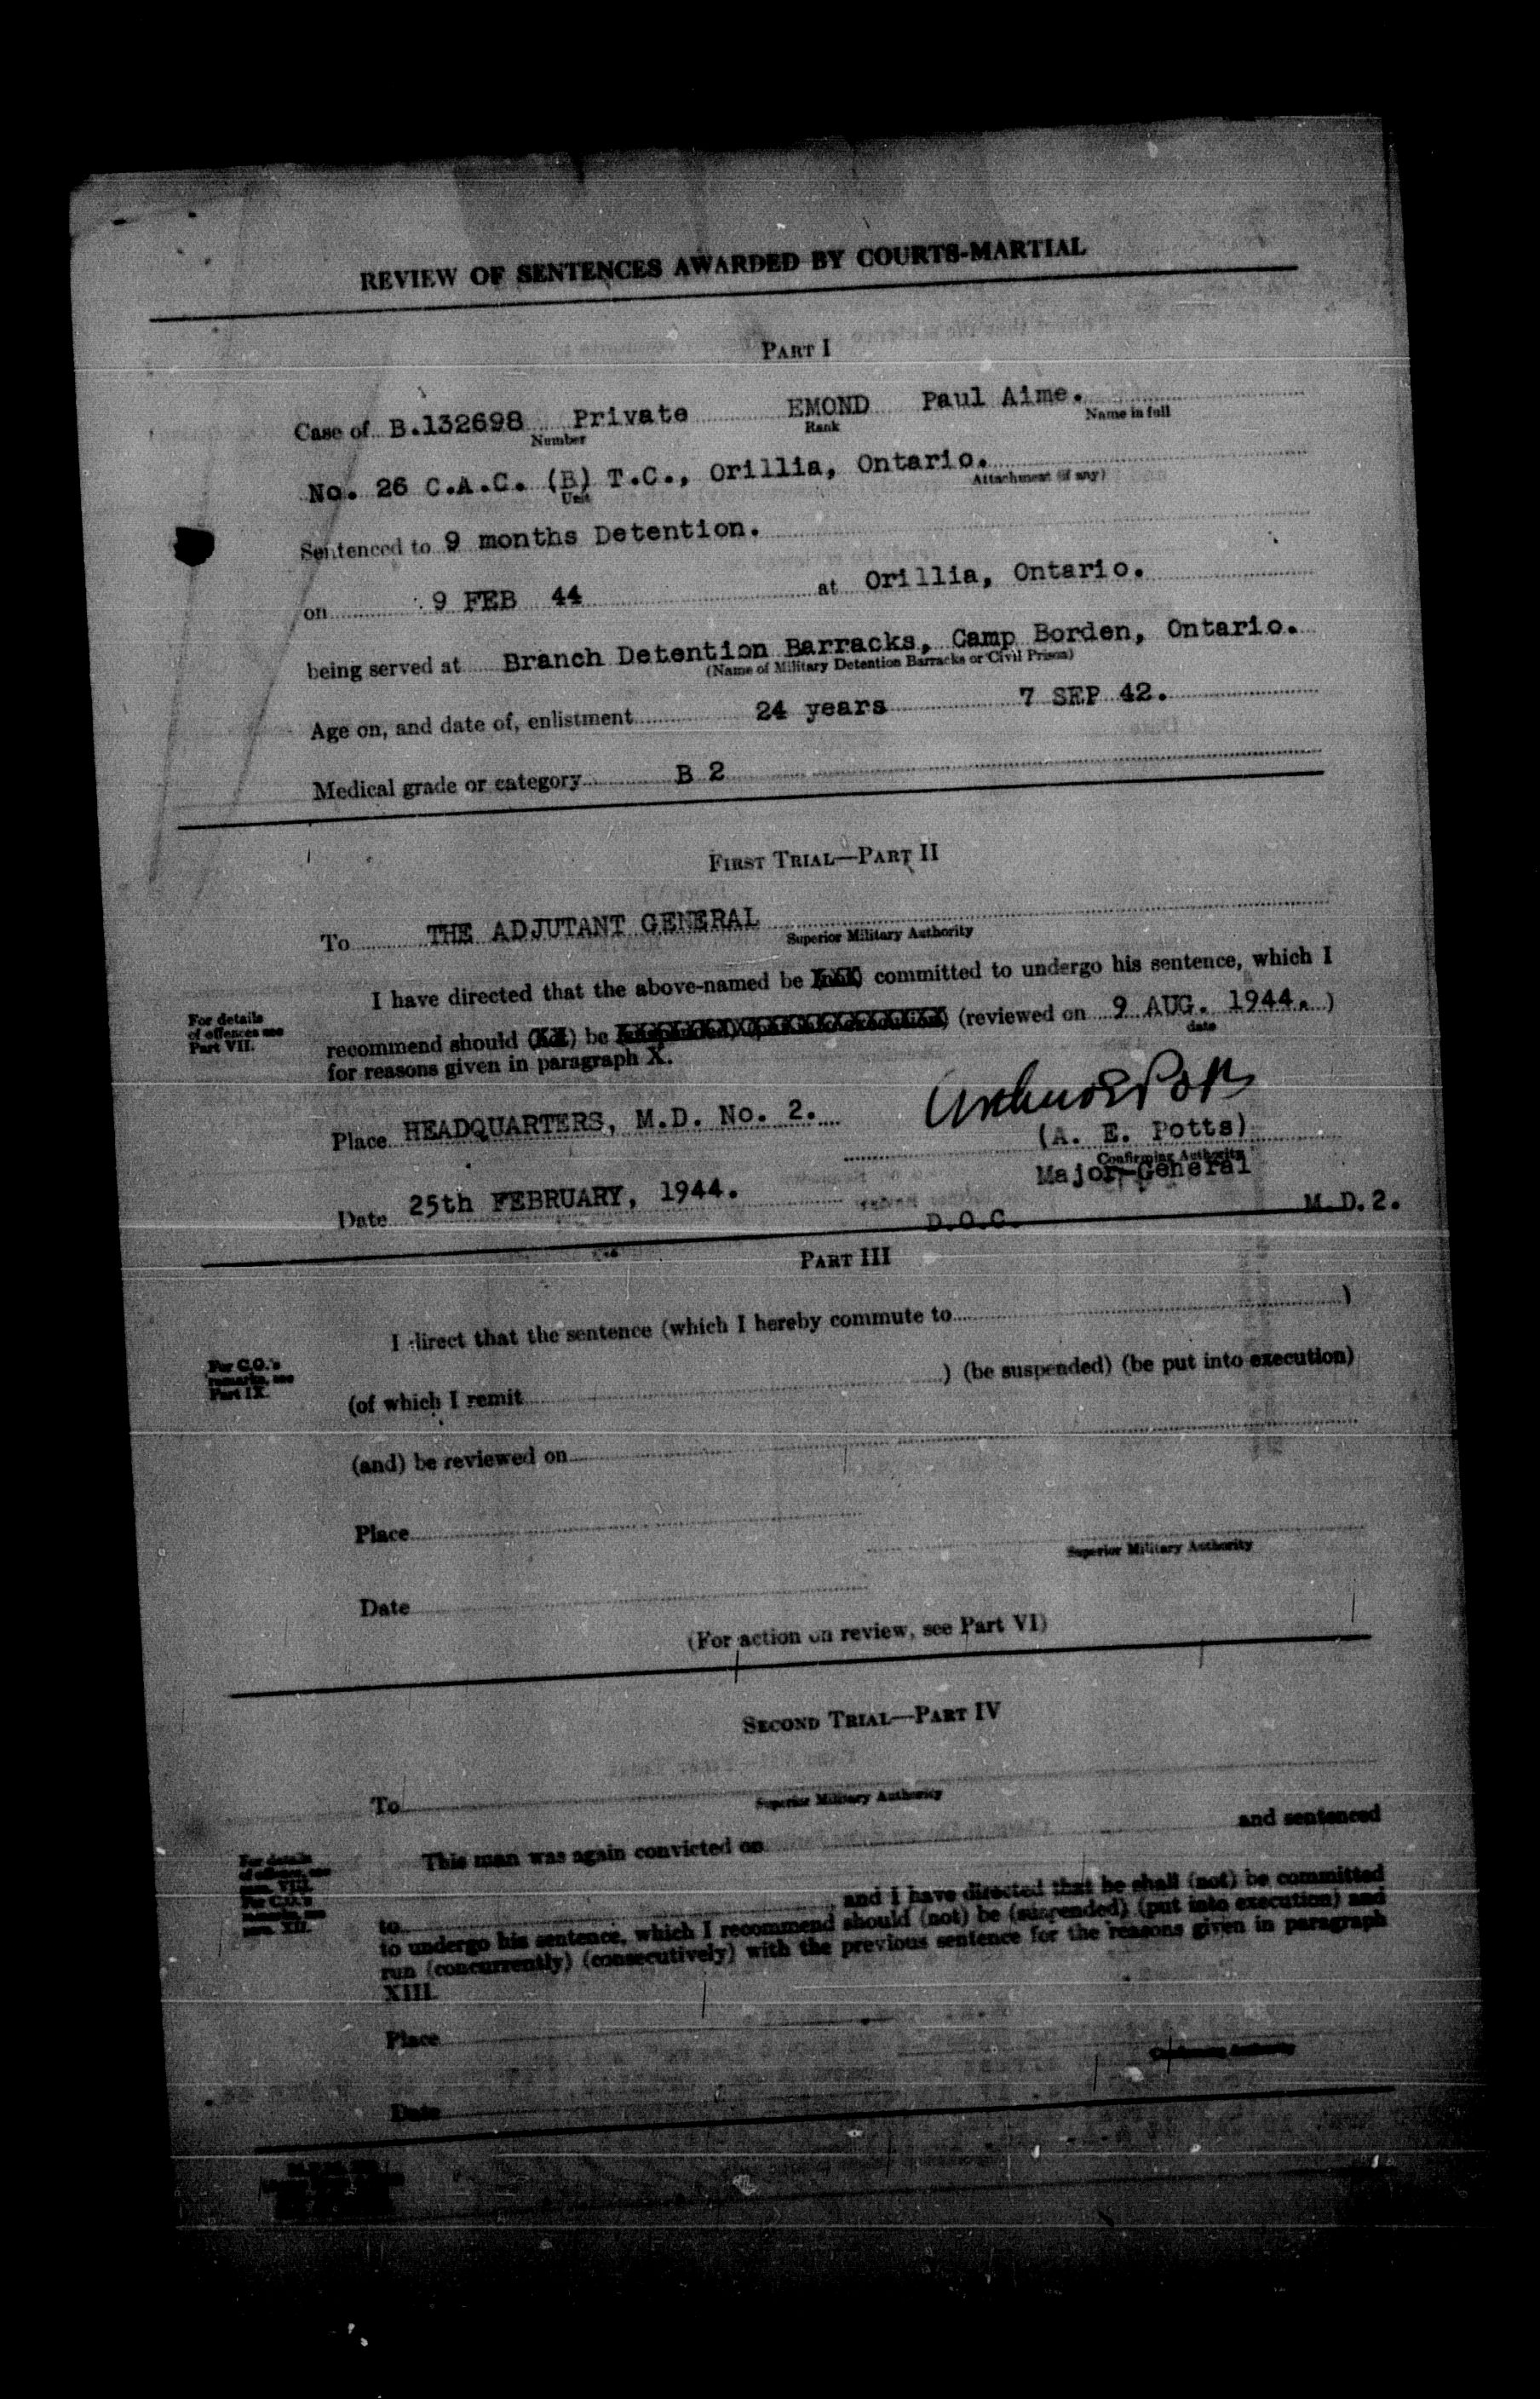 REVIEW OF SENTENCES AWARDED BY COURTS-MARTIAL
PART I
Case of B.132698 Private EMOND Paul Aime.
Number Rank Name in full
No. 26 C.A.C. (B) T.C., Orillia, Ontario.
Unit Attachment (if any)
Sentenced to 9 months Detention.
on 9 FEB 44 at Orillia, Ontario.
being served at Branch Detention Barracks, Camp Borden, Ontario.
(Name of Military Detention Barracks or Civil Prison)
Age on, and date of, enlistment 24 years 7 SEP 42.
Medical grade or category B 2
FIRST TRIAL—PART II
To THE ADJUTANT GENERAL
Superior Military Authority
I have directed that the above-named be committed to undergo his sentence, which I
For details of offences see Part VII.
recommend should be (reviewed on 9 AUG. 1944.)
date
for reasons given in paragraph X.
Place HEADQUARTERS, M.D. No. 2.
(A. E. Potts)
Confirming Authority
Major-General
Date 25th FEBRUARY, 1944.
D.O.C. M.D.2.
PART III
I direct that the sentence (which I hereby commute to )
For C.O.'s remarks, see Part IX.
(of which I remit ) (be suspended) (be put into execution)
(and) be reviewed on
Place
Superior Military Authority
Date
(For action on review, see Part VI)
SECOND TRIAL—PART IV
To
Superior Military Authority
This man was again convicted on and sentenced
For details of offence, see para. VIII.
For C.O.'s remarks, see para. XII.
to and I have directed that he shall (not) be committed
to undergo his sentence, which I recommend should (not) be (suspended) (put into execution) and
run (concurrently) (consecutively) with the previous sentence for the reasons given in paragraph
XIII.
Place
Confirming Authority
Date